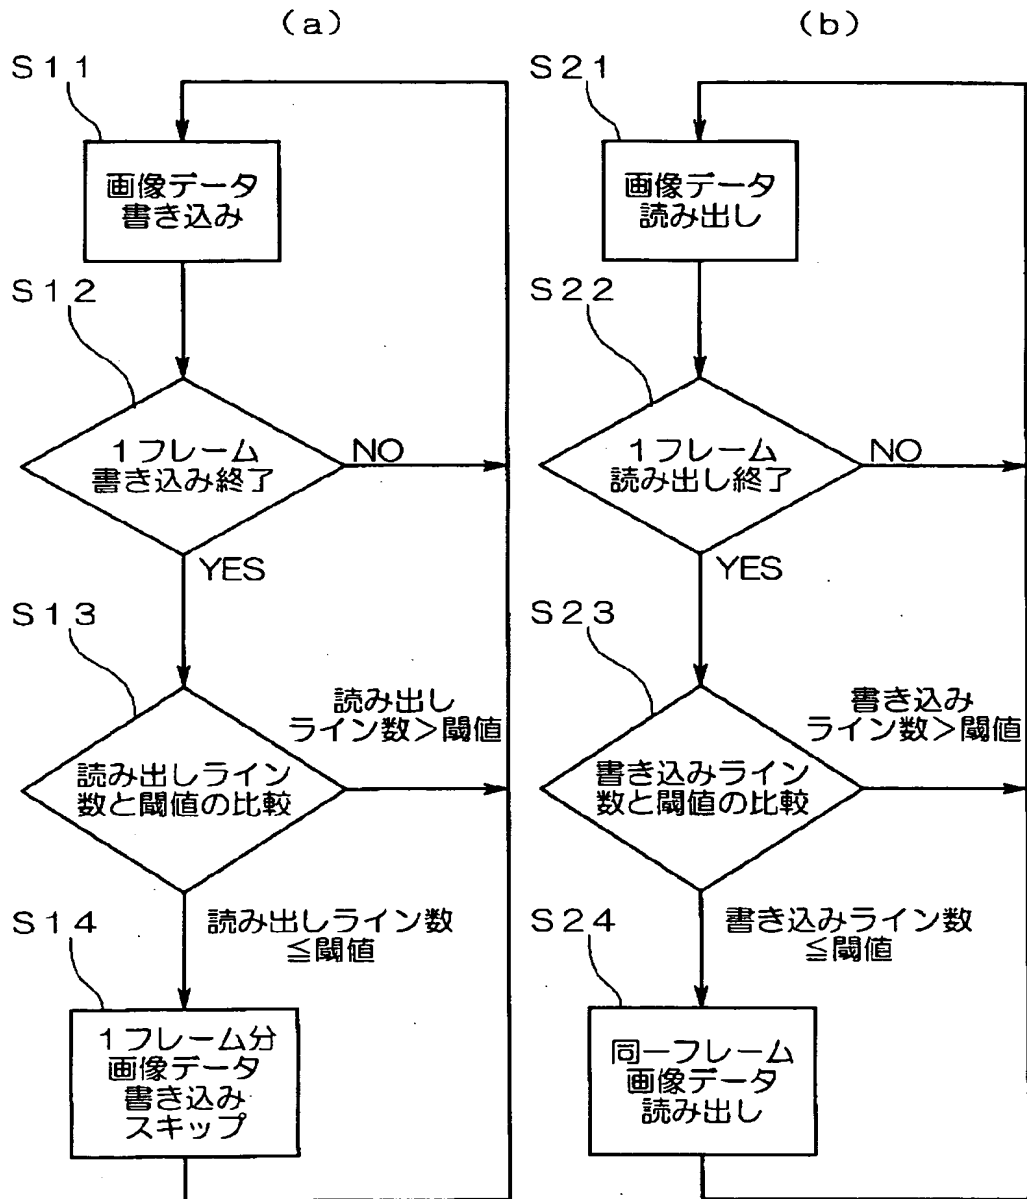 (a)
S11
画像データ
書き込み
S12
1フレーム
書き込み終了
NO
YES
S13
読み出し
ライン数>閾値
読み出しライン
数と閾値の比較
S14
読み出しライン数
≦閾値
1フレーム分
画像データ
書き込み
スキップ
(b)
S21
画像データ
読み出し
S22
1フレーム
読み出し終了
NO
YES
S23
書き込み
ライン数>閾値
書き込みライン
数と閾値の比較
S24
書き込みライン数
≦閾値
同一フレーム
画像データ
読み出し